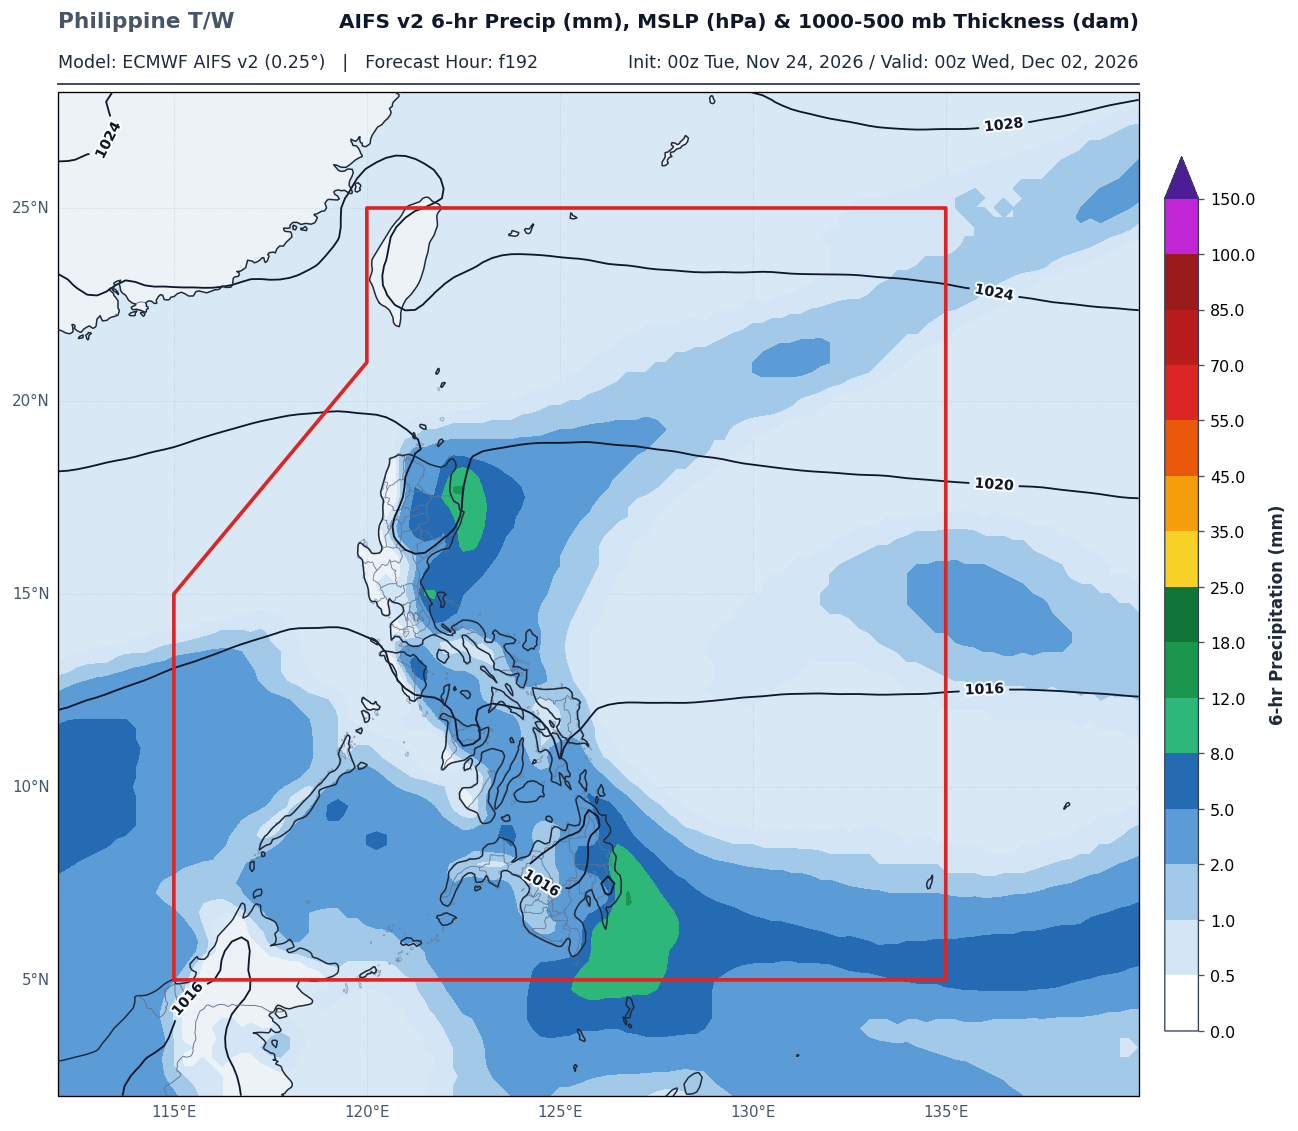 Philippine T/W
AIFS v2 6-hr Precip (mm), MSLP (hPa) & 1000-500 mb Thickness (dam)
Model: ECMWF AIFS v2 (0.25°) | Forecast Hour: f192
Init: 00z Tue, Nov 24, 2026 / Valid: 00z Wed, Dec 02, 2026
1024
1028
1024
1020
1016
1016
1016
25°N
20°N
15°N
10°N
5°N
115°E
120°E
125°E
130°E
135°E
150.0
100.0
85.0
70.0
55.0
45.0
35.0
25.0
18.0
12.0
8.0
5.0
2.0
1.0
0.5
0.0
6-hr Precipitation (mm)